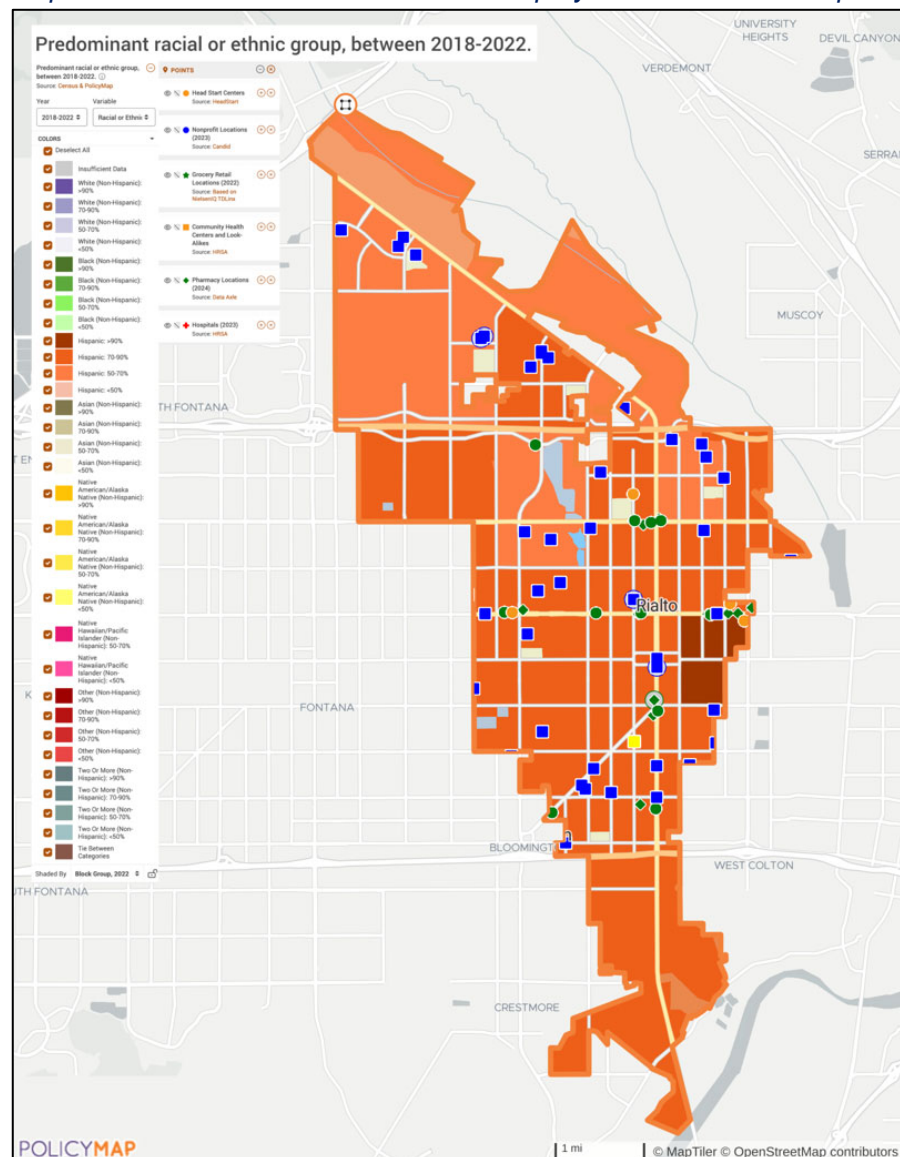 Predominant racial or ethnic group, between 2018-2022.
Predominant racial or ethnic group,
between 2018-2022.
Source: Census & PolicyMap
Year
Variable
2018-2022
Racial or Ethnic
COLORS
Deselect All
Insufficient Data
White (Non-Hispanic):
>90%
White (Non-Hispanic):
70-90%
White (Non-Hispanic):
50-70%
White (Non-Hispanic):
<50%
Black (Non-Hispanic):
>90%
Black (Non-Hispanic):
70-90%
Black (Non-Hispanic):
50-70%
Black (Non-Hispanic):
<50%
Hispanic: >90%
Hispanic: 70-90%
Hispanic: 50-70%
Hispanic: <50%
Asian (Non-Hispanic):
>90%
Asian (Non-Hispanic):
70-90%
Asian (Non-Hispanic):
50-70%
Asian (Non-Hispanic):
<50%
Native
American/Alaska
Native (Non-Hispanic):
>90%
Native
American/Alaska
Native (Non-Hispanic):
70-90%
Native
American/Alaska
Native (Non-Hispanic):
50-70%
Native
American/Alaska
Native (Non-Hispanic):
<50%
Native
Hawaiian/Pacific
Islander (Non-
Hispanic): 50-70%
Native
Hawaiian/Pacific
Islander (Non-
Hispanic): <50%
Other (Non-Hispanic):
>90%
Other (Non-Hispanic):
70-90%
Other (Non-Hispanic):
50-70%
Other (Non-Hispanic):
<50%
Two Or More (Non-
Hispanic): >90%
Two Or More (Non-
Hispanic): 70-90%
Two Or More (Non-
Hispanic): 50-70%
Two Or More (Non-
Hispanic): <50%
Tie Between
Categories
Shaded By Block Group, 2022
POINTS
Head Start Centers
Source: HeadStart
Nonprofit Locations
(2023)
Source: Candid
Grocery Retail
Locations (2022)
Source: Based on
NielsenIQ TDLinx
Community Health
Centers and Look-
Alikes
Source: HRSA
Pharmacy Locations
(2024)
Source: Data Axle
Hospitals (2023)
Source: HRSA
UNIVERSITY
HEIGHTS
DEVIL CANYON
VERDEMONT
SERRA
MUSCOY
TH FONTANA
Rialto
FONTANA
BLOOMINGT
WEST COLTON
UTH FONTANA
CRESTMORE
POLICYMAP
1 mi
© MapTiler © OpenStreetMap contributors